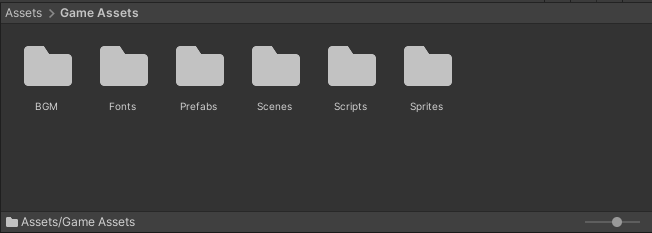 Assets > Game Assets
BGM Fonts Prefabs Scenes Scripts Sprites
Assets/Game Assets